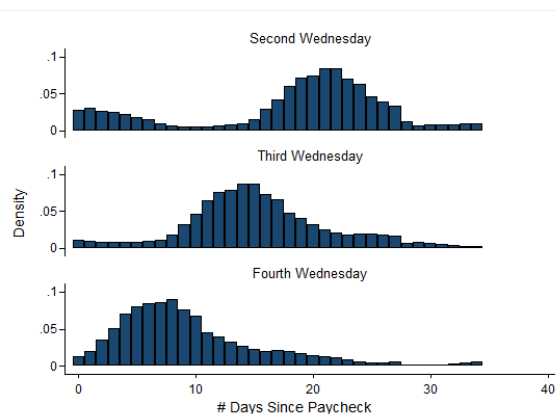 Second Wednesday
.1
.05
0
Third Wednesday
.1
.05
0
Density
Fourth Wednesday
.1
.05
0
0 10 20 30 40
# Days Since Paycheck